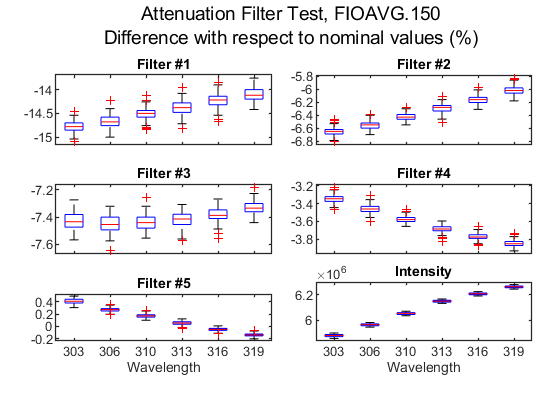 Attenuation Filter Test, FIOAVG.150
Difference with respect to nominal values (%)
Filter #1
-14
-14.5
-15
Filter #2
-5.8
-6
-6.2
-6.4
-6.6
-6.8
Filter #3
-7.2
-7.4
-7.6
Filter #4
-3.2
-3.4
-3.6
-3.8
Filter #5
0.4
0.2
0
-0.2
303 306 310 313 316 319
Wavelength
Intensity
×10⁶
6.2
6
303 306 310 313 316 319
Wavelength